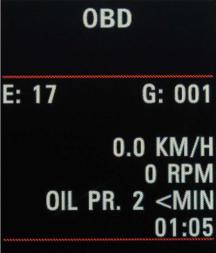 OBD
E: 17 G: 001
0.0 KM/H
0 RPM
OIL PR. 2 <MIN
01:05